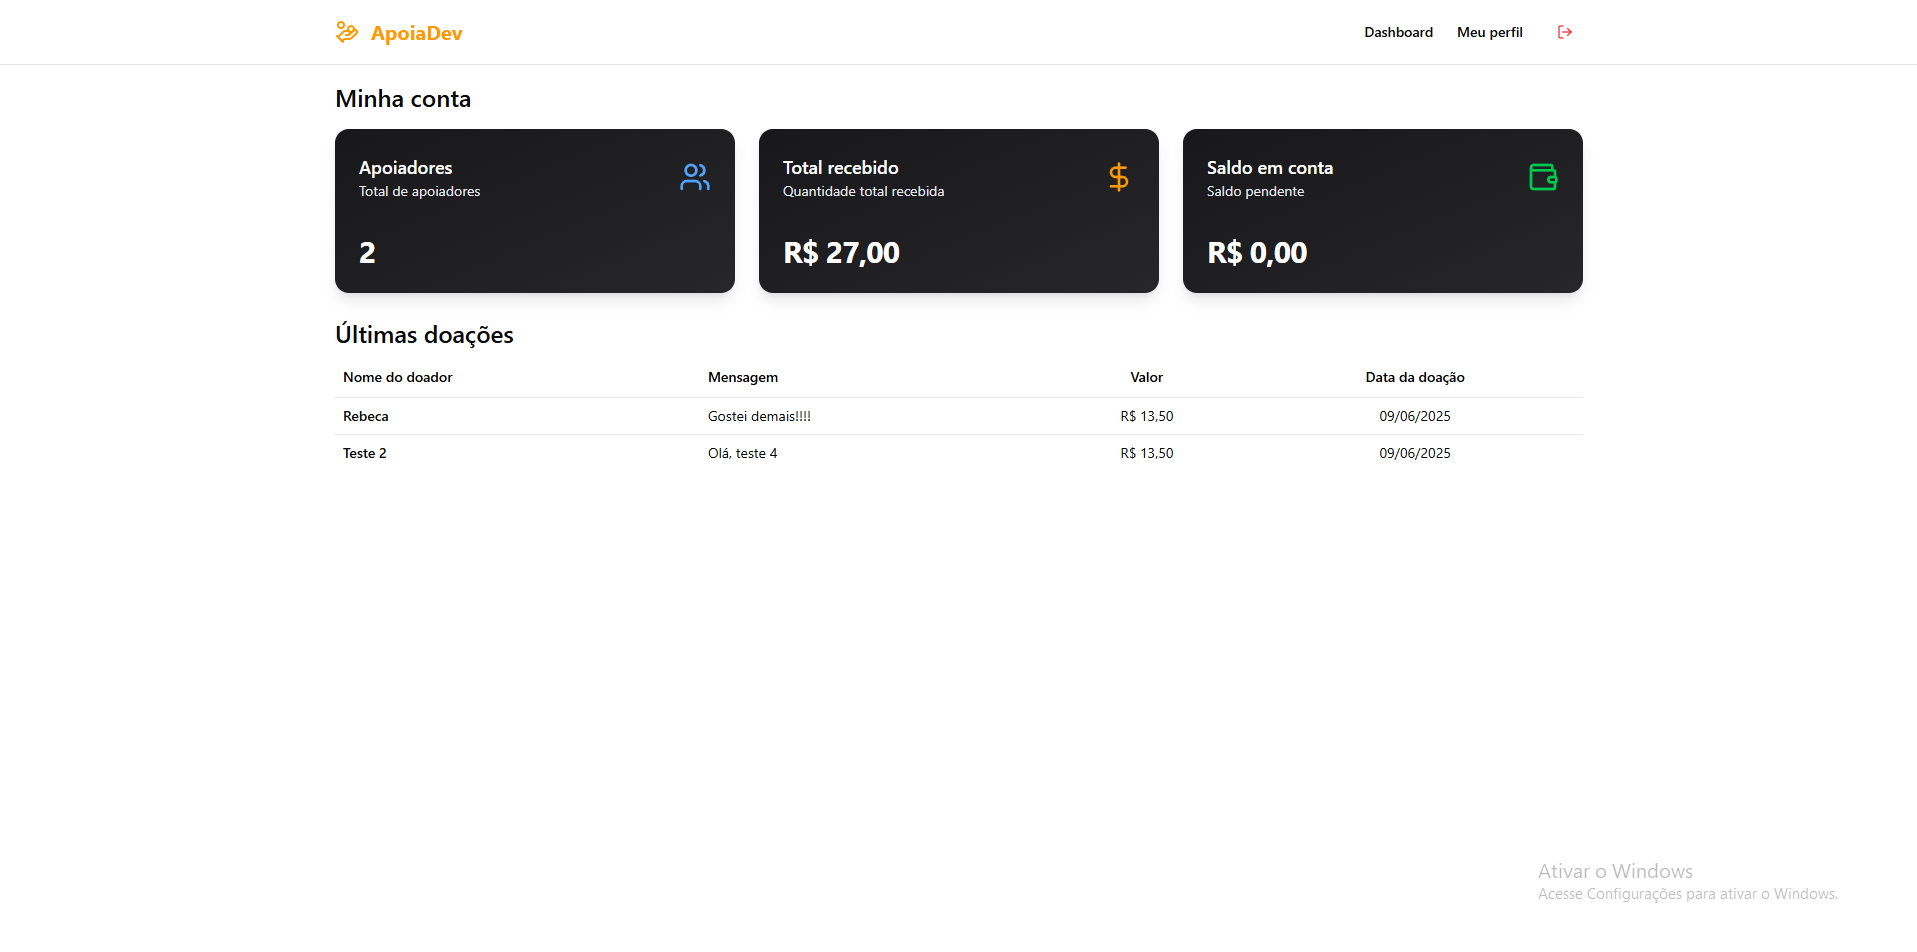 ApoiaDev
Dashboard Meu perfil
Minha conta
Apoiadores
Total de apoiadores
2
Total recebido
Quantidade total recebida
R$ 27,00
Saldo em conta
Saldo pendente
R$ 0,00
Últimas doações
Nome do doador Mensagem Valor Data da doação
Rebeca Gostei demais!!!! R$ 13,50 09/06/2025
Teste 2 Olá, teste 4 R$ 13,50 09/06/2025
Ativar o Windows
Acesse Configurações para ativar o Windows.